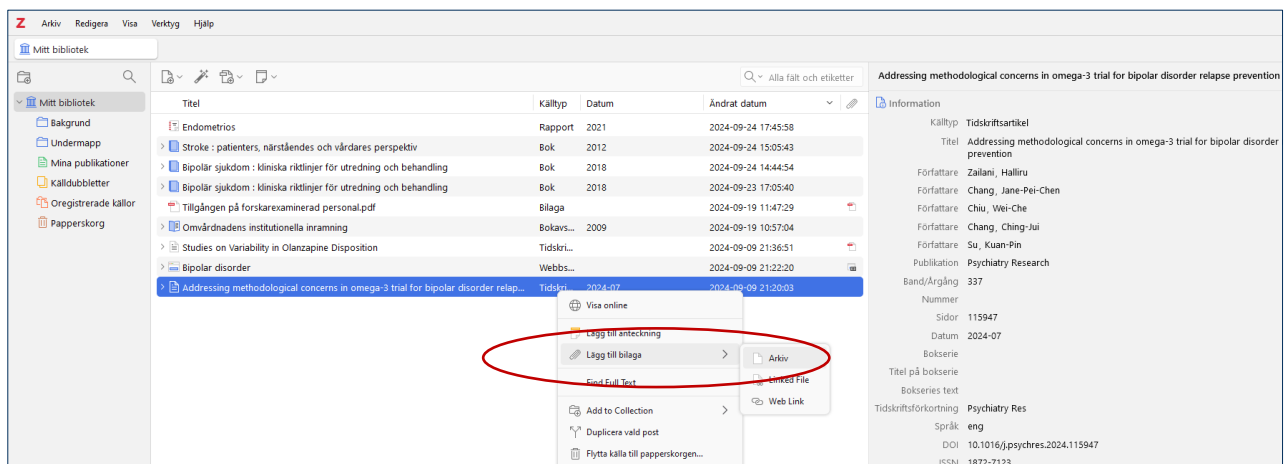 Z Arkiv Redigera Visa Verktyg Hjälp
Mitt bibliotek
Alla fält och etiketter
Mitt bibliotek
Bakgrund
Undermapp
Mina publikationer
Källdubbletter
Oregistrerade källor
Papperskorg
Titel Källtyp Datum Ändrat datum
Endometrios Rapport 2021 2024-09-24 17:45:58
Stroke : patienters, närståendes och vårdares perspektiv Bok 2012 2024-09-24 15:05:43
Bipolär sjukdom : kliniska riktlinjer för utredning och behandling Bok 2018 2024-09-24 14:44:54
Bipolär sjukdom : kliniska riktlinjer för utredning och behandling Bok 2018 2024-09-23 17:05:40
Tillgången på forskarexaminerad personal.pdf Bilaga 2024-09-19 11:47:29
Omvårdnadens institutionella inramning Bokavs... 2009 2024-09-19 10:57:04
Studies on Variability in Olanzapine Disposition Tidskri... 2024-09-09 21:36:51
Bipolar disorder Webbs... 2024-09-09 21:22:20
Addressing methodological concerns in omega-3 trial for bipolar disorder relap... Tidskri... 2024-07 2024-09-09 21:20:03
Visa online
Lägg till anteckning
Lägg till bilaga
Find Full Text
Add to Collection
Duplicera vald post
Flytta källa till papperskorgen...
Arkiv
Linked File
Web Link
Addressing methodological concerns in omega-3 trial for bipolar disorder relapse prevention
Information
Källtyp Tidskriftsartikel
Titel Addressing methodological concerns in omega-3 trial for bipolar disorder
prevention
Författare Zailani, Halliru
Författare Chang, Jane-Pei-Chen
Författare Chiu, Wei-Che
Författare Chang, Ching-Jui
Författare Su, Kuan-Pin
Publikation Psychiatry Research
Band/Årgång 337
Nummer
Sidor 115947
Datum 2024-07
Bokserie
Titel på bokserie
Bokseries text
Tidskriftsförkortning Psychiatry Res
Språk eng
DOI 10.1016/j.psychres.2024.115947
ISSN 1872-7123